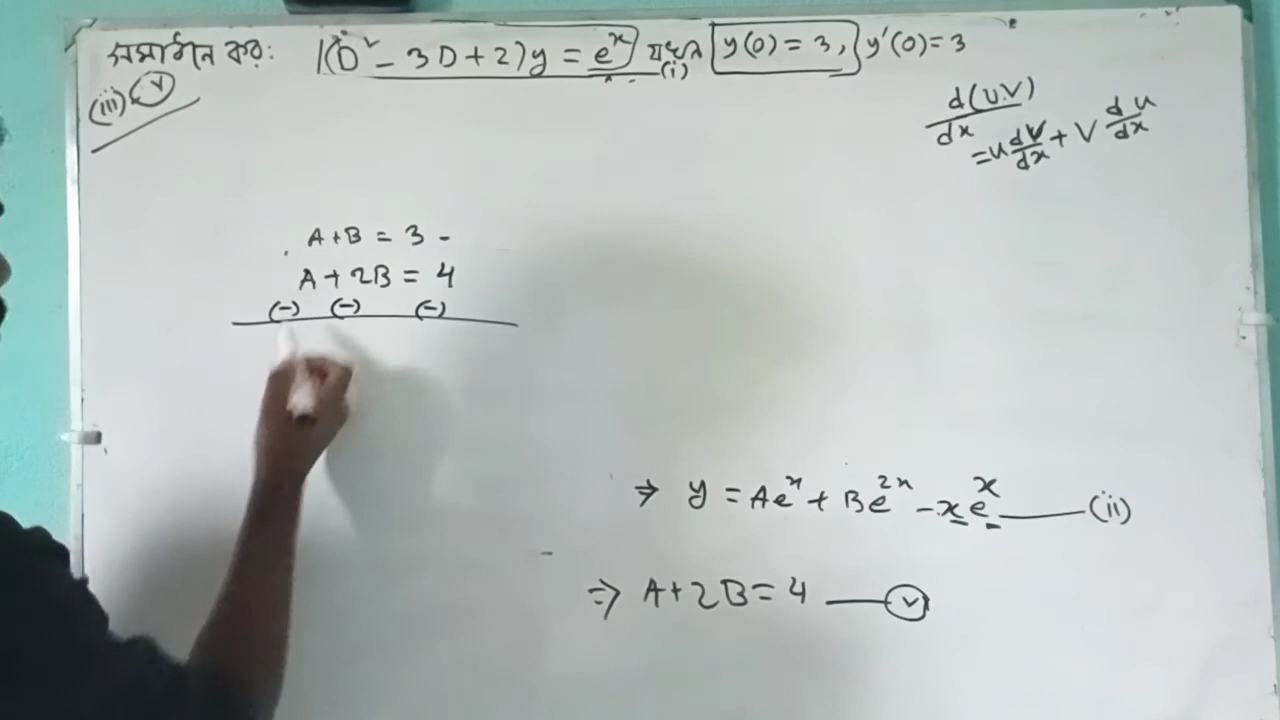 সমাধান কর: (D² − 3D + 2)y = eˣ যখন y(0) = 3, y'(0) = 3
(i)
(iii) (v)
d(u.v)/dx = u dv/dx + v du/dx
A + B = 3 -
A + 2B = 4
(−) (−) (−)
⇒ y = Aeˣ + Be²ˣ − xeˣ —— (ii)
⇒ A + 2B = 4 —— (v)